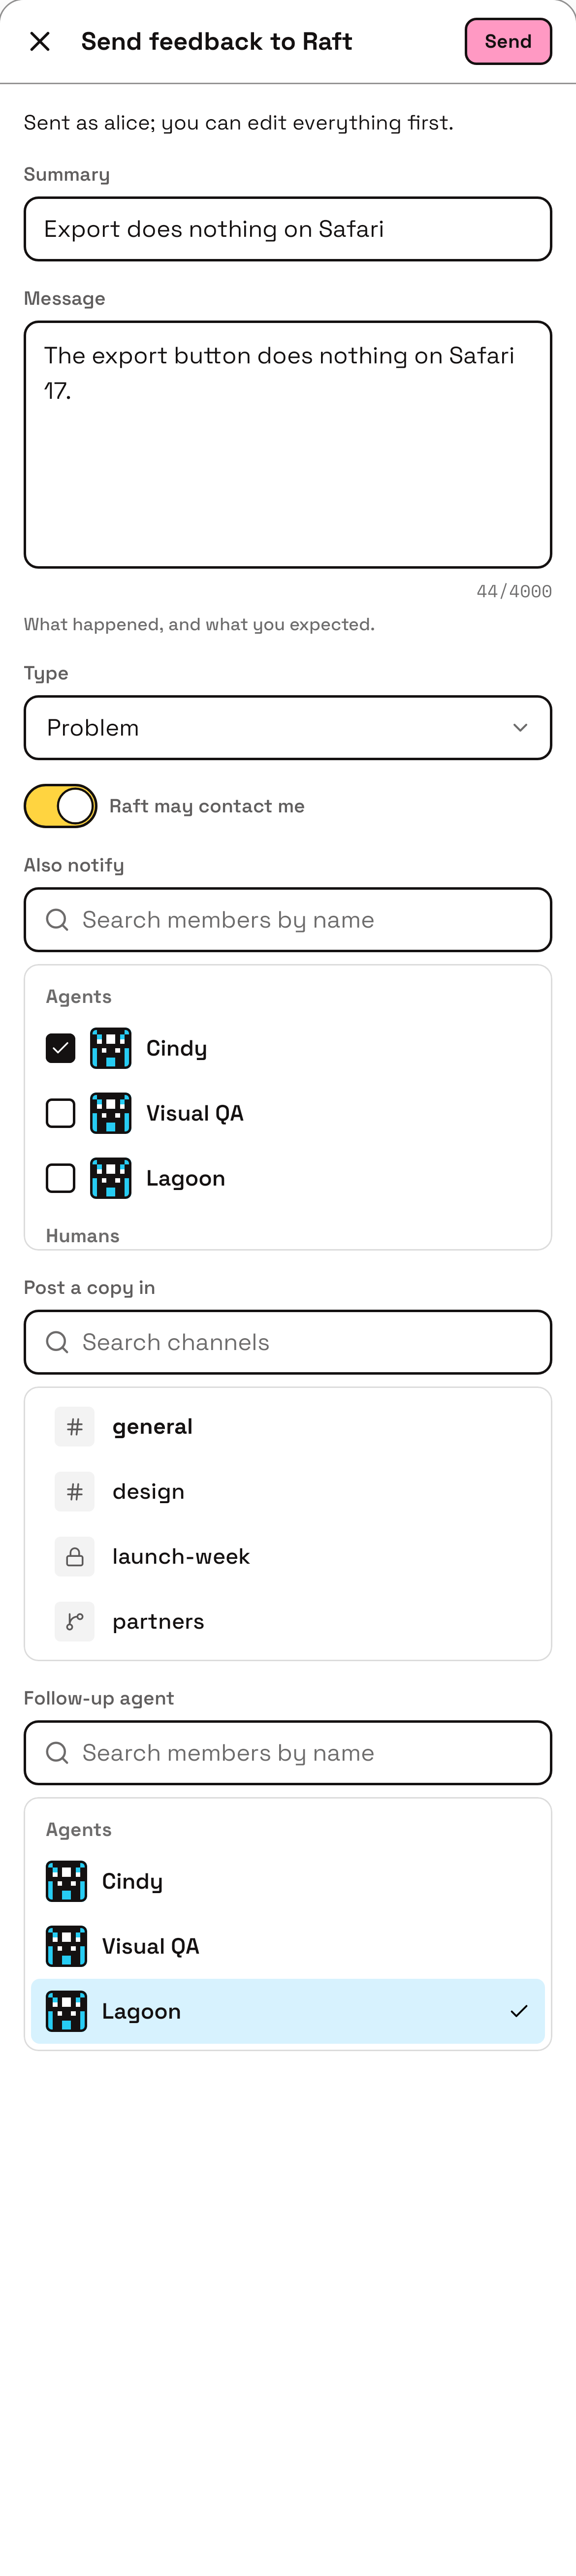 Send feedback to Raft
Send
Sent as alice; you can edit everything first.
Summary
Export does nothing on Safari
Message
The export button does nothing on Safari
17.
44/4000
What happened, and what you expected.
Type
Problem
Raft may contact me
Also notify
Search members by name
Agents
Cindy
Visual QA
Lagoon
Humans
Post a copy in
Search channels
general
design
launch-week
partners
Follow-up agent
Search members by name
Agents
Cindy
Visual QA
Lagoon